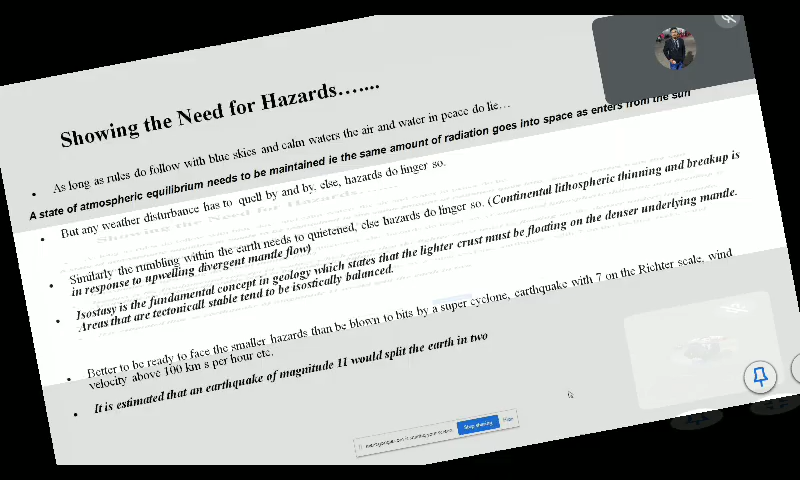 Showing the Need for Hazards…....
• As long as rules do follow with blue skies and calm waters the air and water in peace do lie…
A state of atmospheric equilibrium needs to be maintained ie the same amount of radiation goes into space as enters from the sun
• But any weather disturbance has to quell by and by. else, hazards do linger so.
• Similarly the rumbling within the earth needs to quietened, else hazards do linger so. (Continental lithospheric thinning and breakup is
in response to upwelling divergent mantle flow)
• Isostasy is the fundamental concept in geology which states that the lighter crust must be floating on the denser underlying mantle.
Areas that are tectonicall stable tend to be isostically balanced.
• Better to be ready to face the smaller hazards than be blown to bits by a super cyclone, earthquake with 7 on the Richter scale, wind
velocity above 100 km s per hour etc.
• It is estimated that an earthquake of magnitude 11 would split the earth in two
Stop sharing Hide